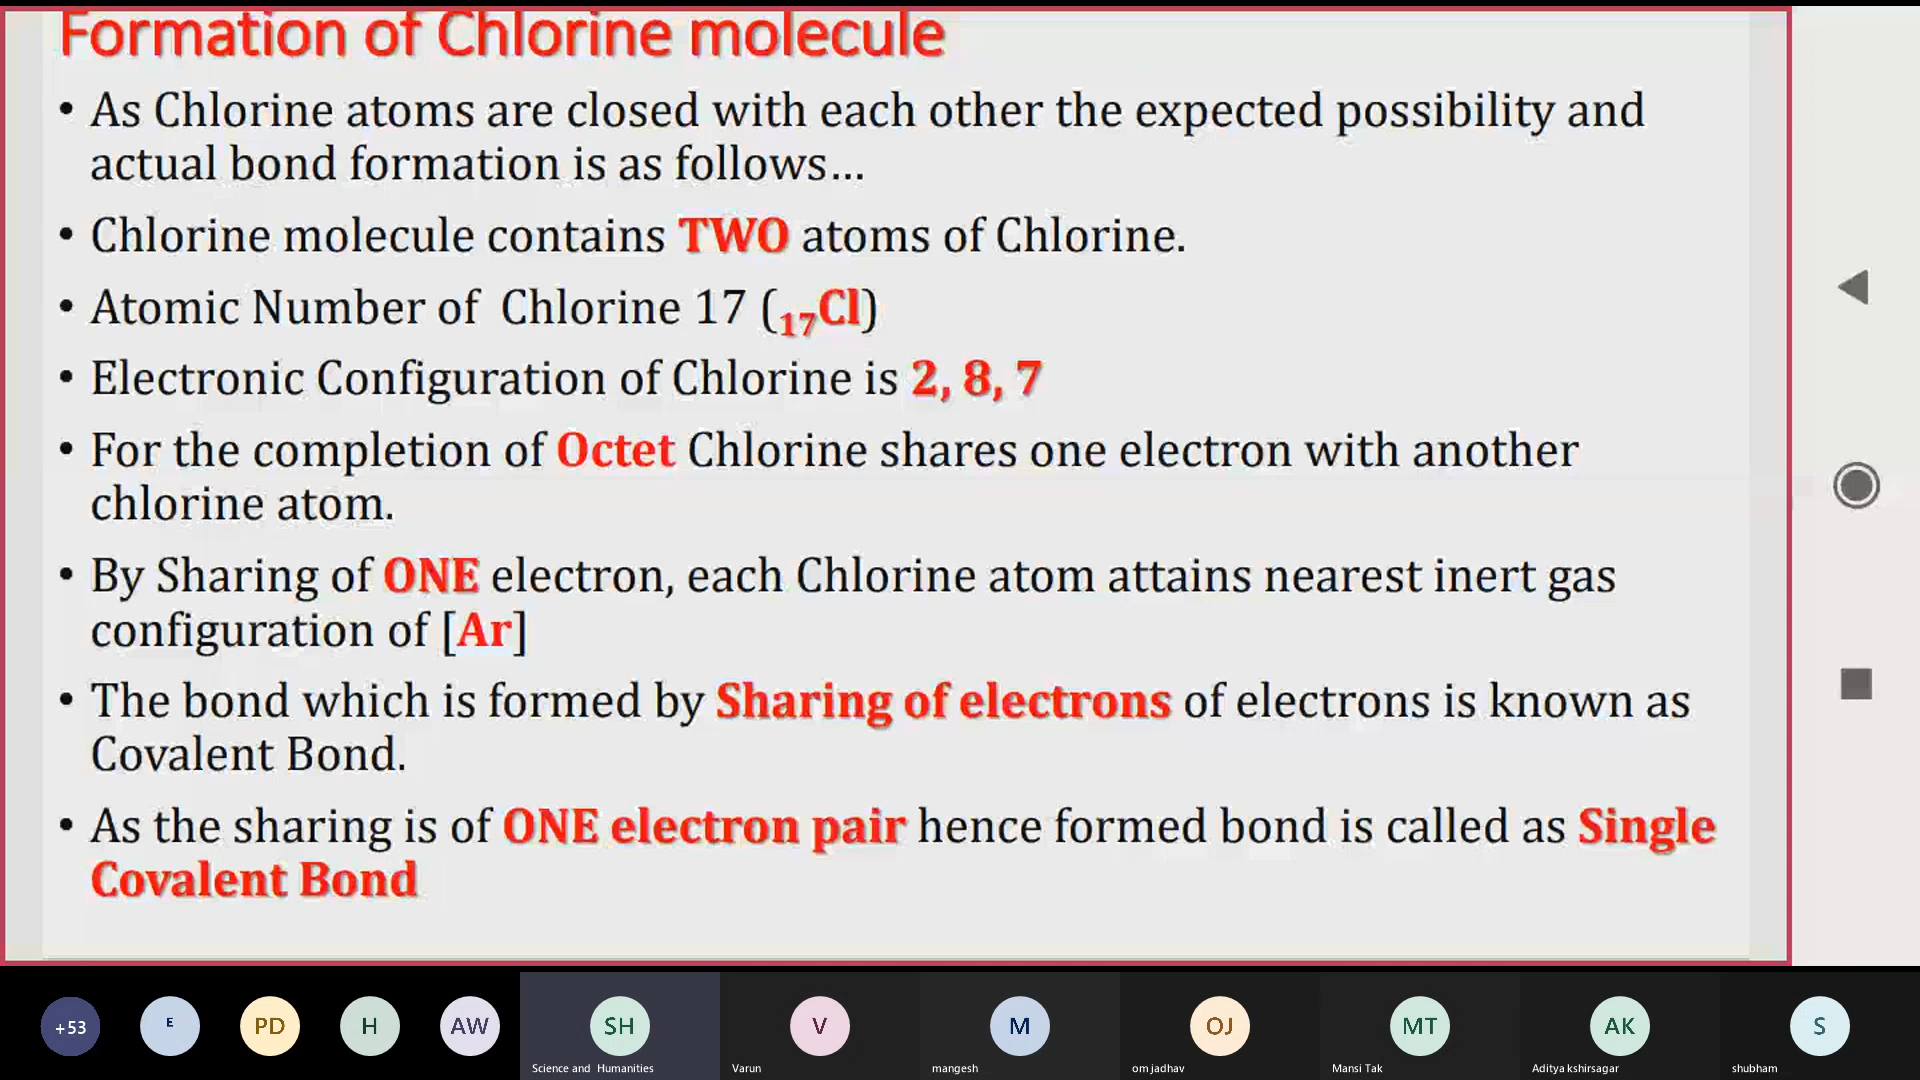 Formation of Chlorine molecule
• As Chlorine atoms are closed with each other the expected possibility and
actual bond formation is as follows…
• Chlorine molecule contains TWO atoms of Chlorine.
• Atomic Number of  Chlorine 17 (₁₇Cl)
• Electronic Configuration of Chlorine is 2, 8, 7
• For the completion of Octet Chlorine shares one electron with another
chlorine atom.
• By Sharing of ONE electron, each Chlorine atom attains nearest inert gas
configuration of [Ar]
• The bond which is formed by Sharing of electrons of electrons is known as
Covalent Bond.
• As the sharing is of ONE electron pair hence formed bond is called as Single
Covalent Bond
+53 E PD H AW SH V M OJ MT AK S
Science and  Humanities Varun mangesh om jadhav Mansi Tak Aditya kshirsagar shubham